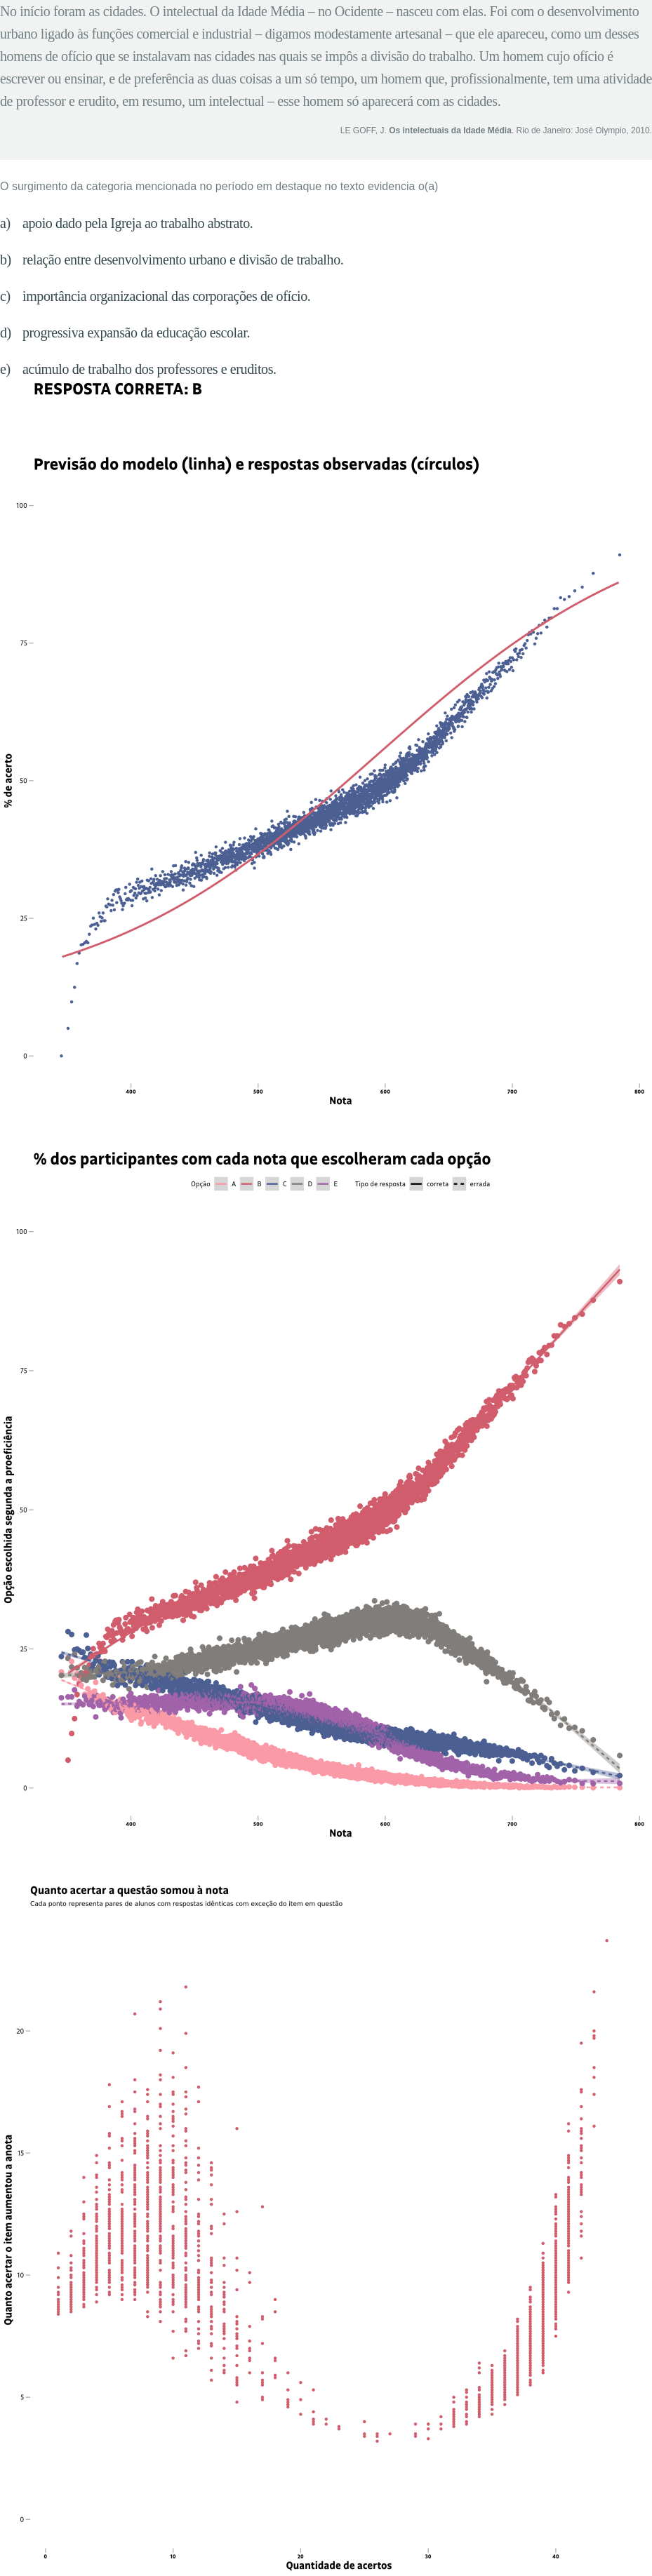 No início foram as cidades. O intelectual da Idade Média – no Ocidente – nasceu com elas. Foi com o desenvolvimento
urbano ligado às funções comercial e industrial – digamos modestamente artesanal – que ele apareceu, como um desses
homens de ofício que se instalavam nas cidades nas quais se impôs a divisão do trabalho. Um homem cujo ofício é
escrever ou ensinar, e de preferência as duas coisas a um só tempo, um homem que, profissionalmente, tem uma atividade
de professor e erudito, em resumo, um intelectual – esse homem só aparecerá com as cidades.
LE GOFF, J. Os intelectuais da Idade Média. Rio de Janeiro: José Olympio, 2010.
O surgimento da categoria mencionada no período em destaque no texto evidencia o(a)
a) apoio dado pela Igreja ao trabalho abstrato.
b) relação entre desenvolvimento urbano e divisão de trabalho.
c) importância organizacional das corporações de ofício.
d) progressiva expansão da educação escolar.
e) acúmulo de trabalho dos professores e eruditos.
RESPOSTA CORRETA: B
Previsão do modelo (linha) e respostas observadas (círculos)
100
75
50
25
0
% de acerto
400 500 600 700 800
Nota
% dos participantes com cada nota que escolheram cada opção
Opção A B C D E Tipo de resposta correta errada
100
75
50
25
0
Opção escolhida segunda a proeficiência
400 500 600 700 800
Nota
Quanto acertar a questão somou à nota
Cada ponto representa pares de alunos com respostas idênticas com exceção do item em questão
20
15
10
5
0
Quanto acertar o item aumentou a anota
0 10 20 30 40
Quantidade de acertos